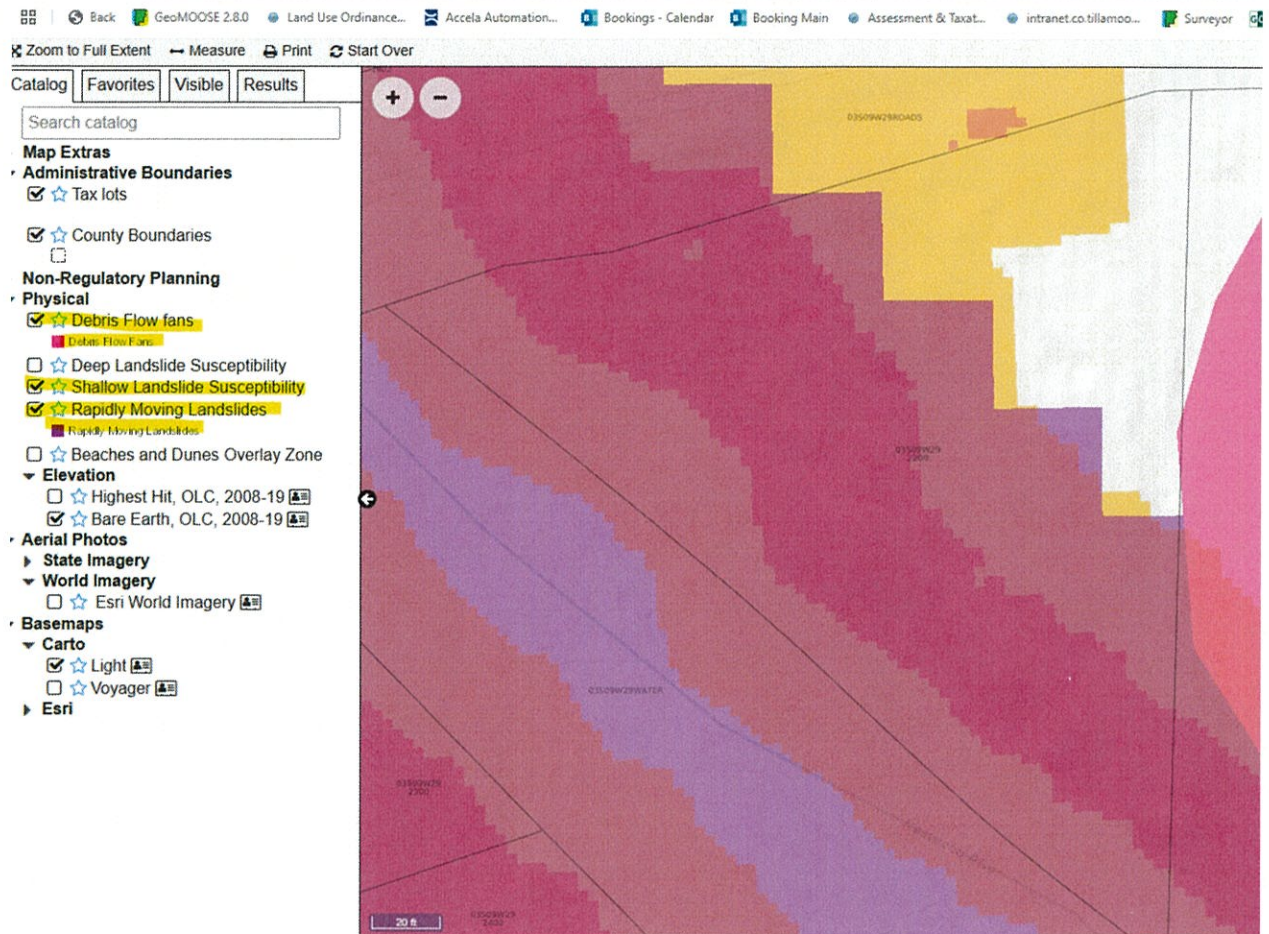 Back
GeoMOOSE 2.8.0
Land Use Ordinance...
Accela Automation...
Bookings - Calendar
Booking Main
Assessment & Taxat...
intranet.co.tillamoo...
Surveyor
Zoom to Full Extent
Measure
Print
Start Over
Catalog
Favorites
Visible
Results
Search catalog
Map Extras
Administrative Boundaries
Tax lots
County Boundaries
Non-Regulatory Planning
Physical
Debris Flow fans
Debris Flow Fans
Deep Landslide Susceptibility
Shallow Landslide Susceptibility
Rapidly Moving Landslides
Rapidly Moving Landslides
Beaches and Dunes Overlay Zone
Elevation
Highest Hit, OLC, 2008-19
Bare Earth, OLC, 2008-19
Aerial Photos
State Imagery
World Imagery
Esri World Imagery
Basemaps
Carto
Light
Voyager
Esri
+
−
03S09W29ROADS
03S09W29
03S09W29WATER
03S09W29
2300
03S09W29
20 ft